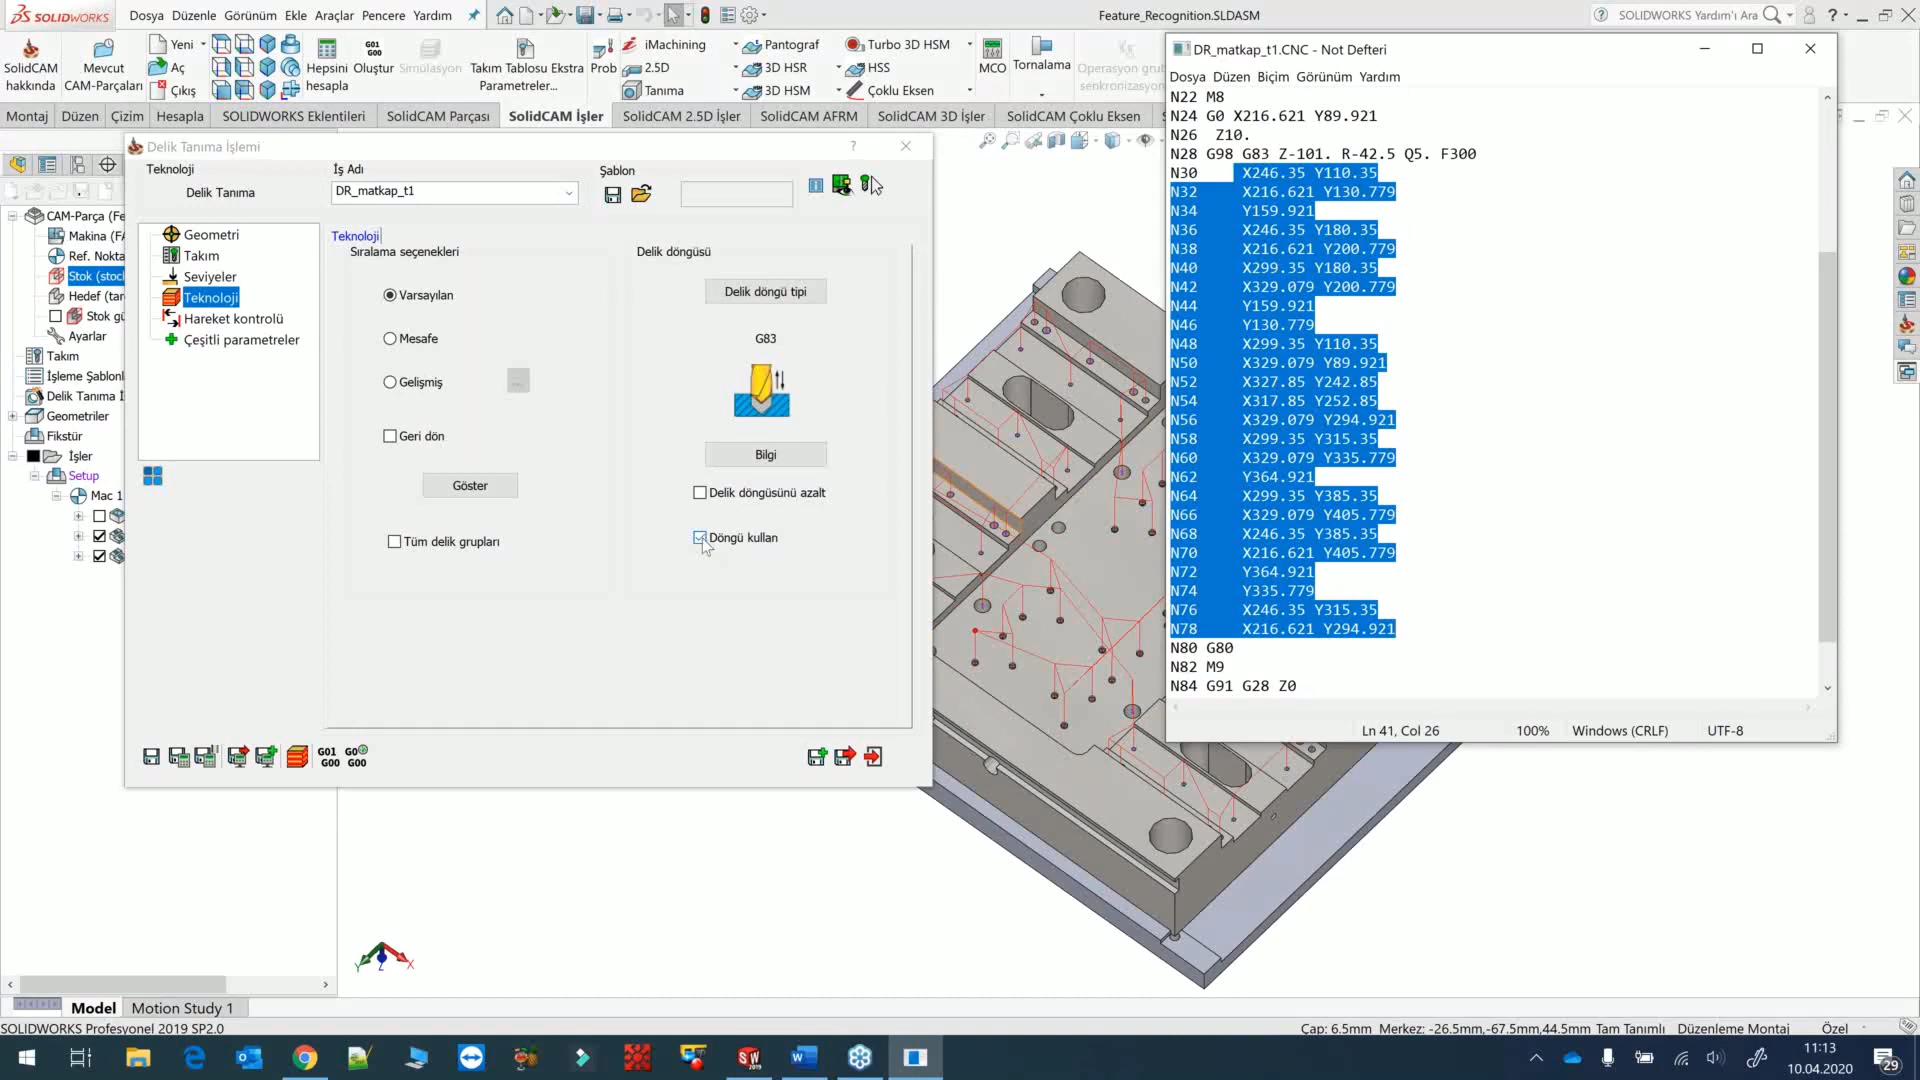 SOLIDWORKS
Dosya Düzenle Görünüm Ekle Araçlar Pencere Yardım
Feature_Recognition.SLDASM
SOLIDWORKS Yardım'ı Ara
SolidCAM hakkında
Mevcut CAM-Parçaları
Yeni
Aç
Çıkış
Hepsini hesapla
G01 G00
Oluştur
Simülasyon
Takım Tablosu
Parametreler...
Ekstra
Prob
iMachining
2.5D
Tanıma
Pantograf
3D HSR
3D HSM
Turbo 3D HSM
HSS
Çoklu Eksen
MCO
Tornalama
Operasyon
senkronizasyon
Montaj
Düzen
Çizim
Hesapla
SOLIDWORKS Eklentileri
SolidCAM Parçası
SolidCAM İşler
SolidCAM 2.5D İşler
SolidCAM AFRM
SolidCAM 3D İşler
SolidCAM Çoklu Eksen
CAM-Parça (Fe
Makina (FA
Ref. Nokta
Stok (stock
Hedef (tar
Stok gü
Ayarlar
Takım
İşleme Şablonl
Delik Tanıma İ
Geometriler
Fikstür
İşler
Setup
Mac 1
Delik Tanıma İşlemi
Teknoloji
Delik Tanıma
İş Adı
DR_matkap_t1
Şablon
Geometri
Takım
Seviyeler
Teknoloji
Hareket kontrolü
Çeşitli parametreler
Teknoloji
Sıralama seçenekleri
Varsayılan
Mesafe
Gelişmiş
...
Geri dön
Göster
Tüm delik grupları
Delik döngüsü
Delik döngü tipi
G83
Bilgi
Delik döngüsünü azalt
Döngü kullan
G01 G00
G0 G00
DR_matkap_t1.CNC - Not Defteri
Dosya Düzen Biçim Görünüm Yardım
N22 M8
N24 G0 X216.621 Y89.921
N26 Z10.
N28 G98 G83 Z-101. R-42.5 Q5. F300
N30 X246.35 Y110.35
N32 X216.621 Y130.779
N34 Y159.921
N36 X246.35 Y180.35
N38 X216.621 Y200.779
N40 X299.35 Y180.35
N42 X329.079 Y200.779
N44 Y159.921
N46 Y130.779
N48 X299.35 Y110.35
N50 X329.079 Y89.921
N52 X327.85 Y242.85
N54 X317.85 Y252.85
N56 X329.079 Y294.921
N58 X299.35 Y315.35
N60 X329.079 Y335.779
N62 Y364.921
N64 X299.35 Y385.35
N66 X329.079 Y405.779
N68 X246.35 Y385.35
N70 X216.621 Y405.779
N72 Y364.921
N74 Y335.779
N76 X246.35 Y315.35
N78 X216.621 Y294.921
N80 G80
N82 M9
N84 G91 G28 Z0
Ln 41, Col 26
100%
Windows (CRLF)
UTF-8
Y Z X
Model
Motion Study 1
SOLIDWORKS Profesyonel 2019 SP2.0
Çap: 6.5mm Merkez: -26.5mm,-67.5mm,44.5mm
Tam Tanımlı
Düzenleme Montaj
Özel
11:13
10.04.2020
29